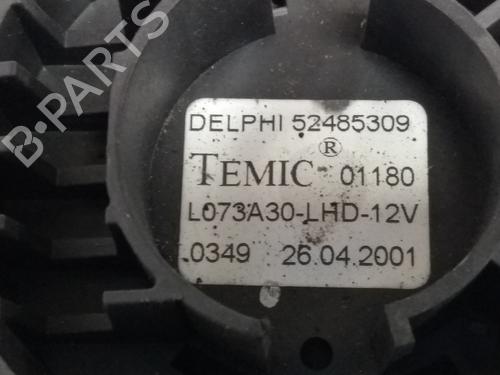 DELPHI 52485309
TEMIC® 01180
L073A30-LHD-12V
0349 26.04.2001
B PARTS